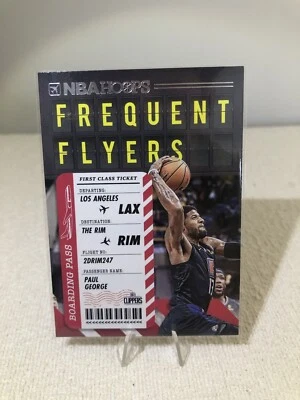 NBA HOOPS
FREQUENT
FLYERS
FIRST CLASS TICKET
BOARDING PASS
DEPARTING:
LOS ANGELES
LAX
DESTINATION:
THE RIM
RIM
FLIGHT NO:
2DRIM247
PASSENGER NAME:
PAUL
GEORGE
CLIPPERS